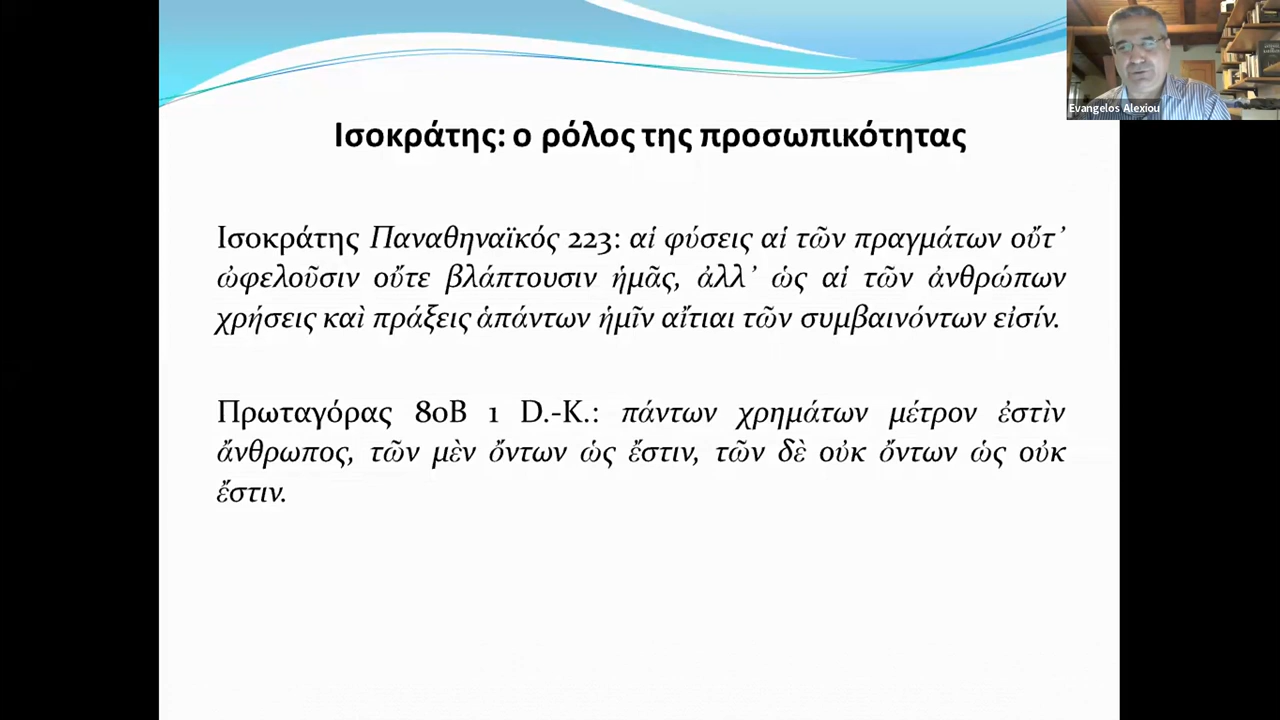 Evangelos Alexiou
Ισοκράτης: ο ρόλος της προσωπικότητας
Ισοκράτης Παναθηναϊκός 223: αἱ φύσεις αἱ τῶν πραγμάτων οὔτ’
ὠφελοῦσιν οὔτε βλάπτουσιν ἡμᾶς, ἀλλ’ ὡς αἱ τῶν ἀνθρώπων
χρήσεις καὶ πράξεις ἁπάντων ἡμῖν αἴτιαι τῶν συμβαινόντων εἰσίν.
Πρωταγόρας 80B 1 D.-K.: πάντων χρημάτων μέτρον ἐστὶν
ἄνθρωπος, τῶν μὲν ὄντων ὡς ἔστιν, τῶν δὲ οὐκ ὄντων ὡς οὐκ
ἔστιν.